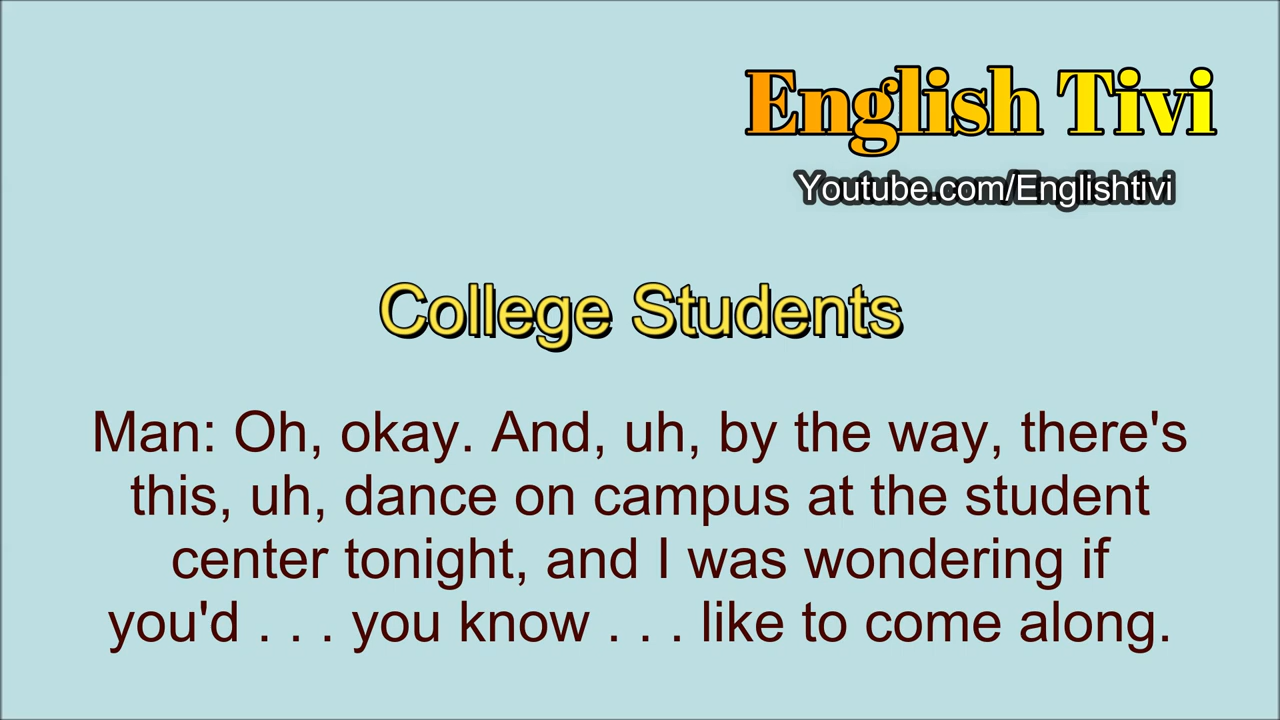 English Tivi
Youtube.com/Englishtivi
College Students
Man: Oh, okay. And, uh, by the way, there's
this, uh, dance on campus at the student
center tonight, and I was wondering if
you'd . . . you know . . . like to come along.